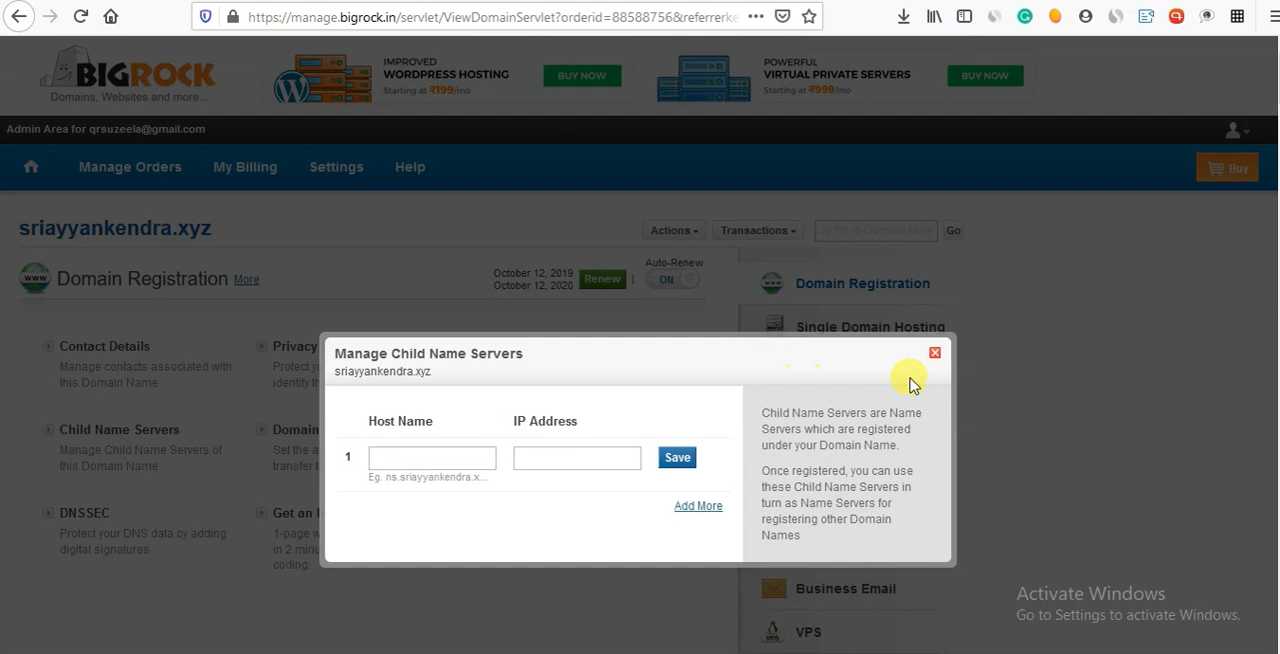 https://manage.bigrock.in/servlet/ViewDomainServlet?orderid=88588756&referrerke
BIGROCK
Domains, Websites and more...
IMPROVED
WORDPRESS HOSTING
Starting at ₹199/mo
BUY NOW
POWERFUL
VIRTUAL PRIVATE SERVERS
Starting at ₹999/mo
BUY NOW
Admin Area for qrsuzeela@gmail.com
Manage Orders My Billing Settings Help
Buy
sriayyankendra.xyz
Actions Transactions
Go
Domain Registration More
October 12, 2019
October 12, 2020
Renew
Auto-Renew
ON
Domain Registration
Single Domain Hosting
Contact Details
Manage contacts associated with
this Domain Name
Privacy
Protect
identity
Child Name Servers
Manage Child Name Servers of
this Domain Name
Domain
Set the a
transfer
DNSSEC
Protect your DNS data by adding
digital signatures
Get an
1-page w
in 2 minu
coding.
Manage Child Name Servers
sriayyankendra.xyz
Host Name IP Address
1
Save
Eg. ns.sriayyankendra.x...
Add More
Child Name Servers are Name
Servers which are registered
under your Domain Name.
Once registered, you can use
these Child Name Servers in
turn as Name Servers for
registering other Domain
Names
Business Email
VPS
Activate Windows
Go to Settings to activate Windows.